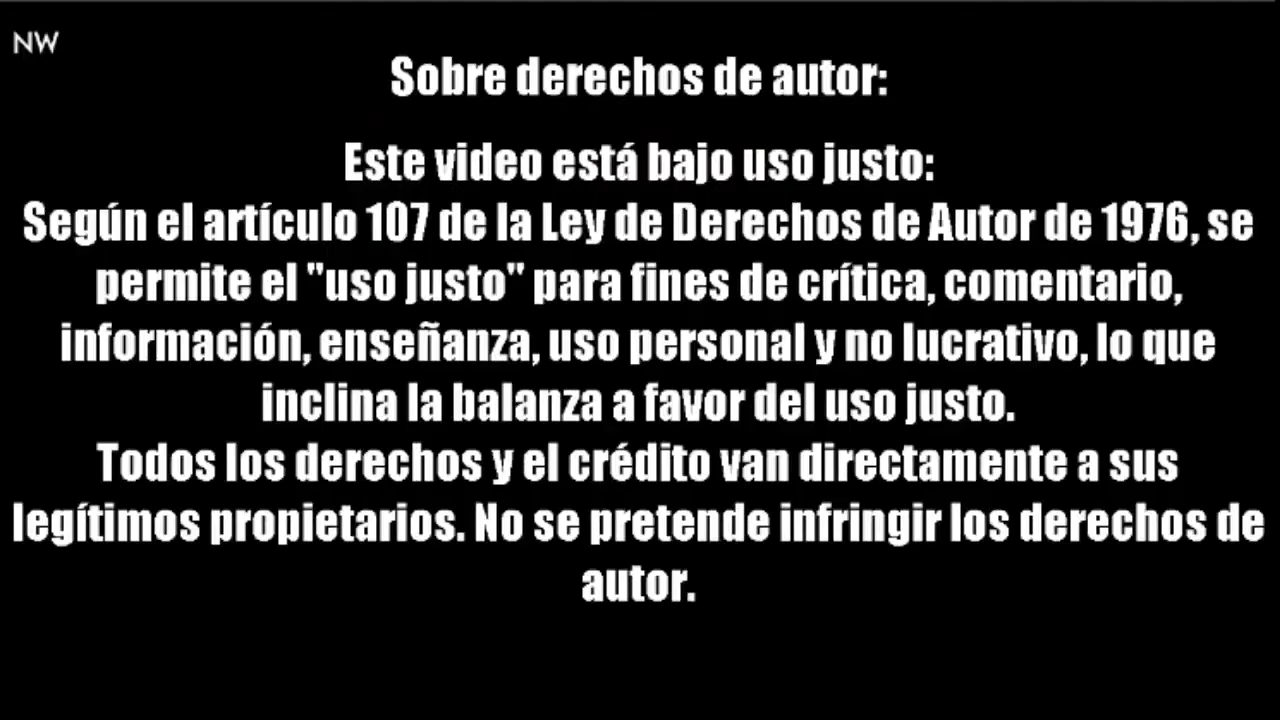 NW
Sobre derechos de autor:
Este video está bajo uso justo:
Según el artículo 107 de la Ley de Derechos de Autor de 1976, se
permite el "uso justo" para fines de crítica, comentario,
información, enseñanza, uso personal y no lucrativo, lo que
inclina la balanza a favor del uso justo.
Todos los derechos y el crédito van directamente a sus
legítimos propietarios. No se pretende infringir los derechos de
autor.